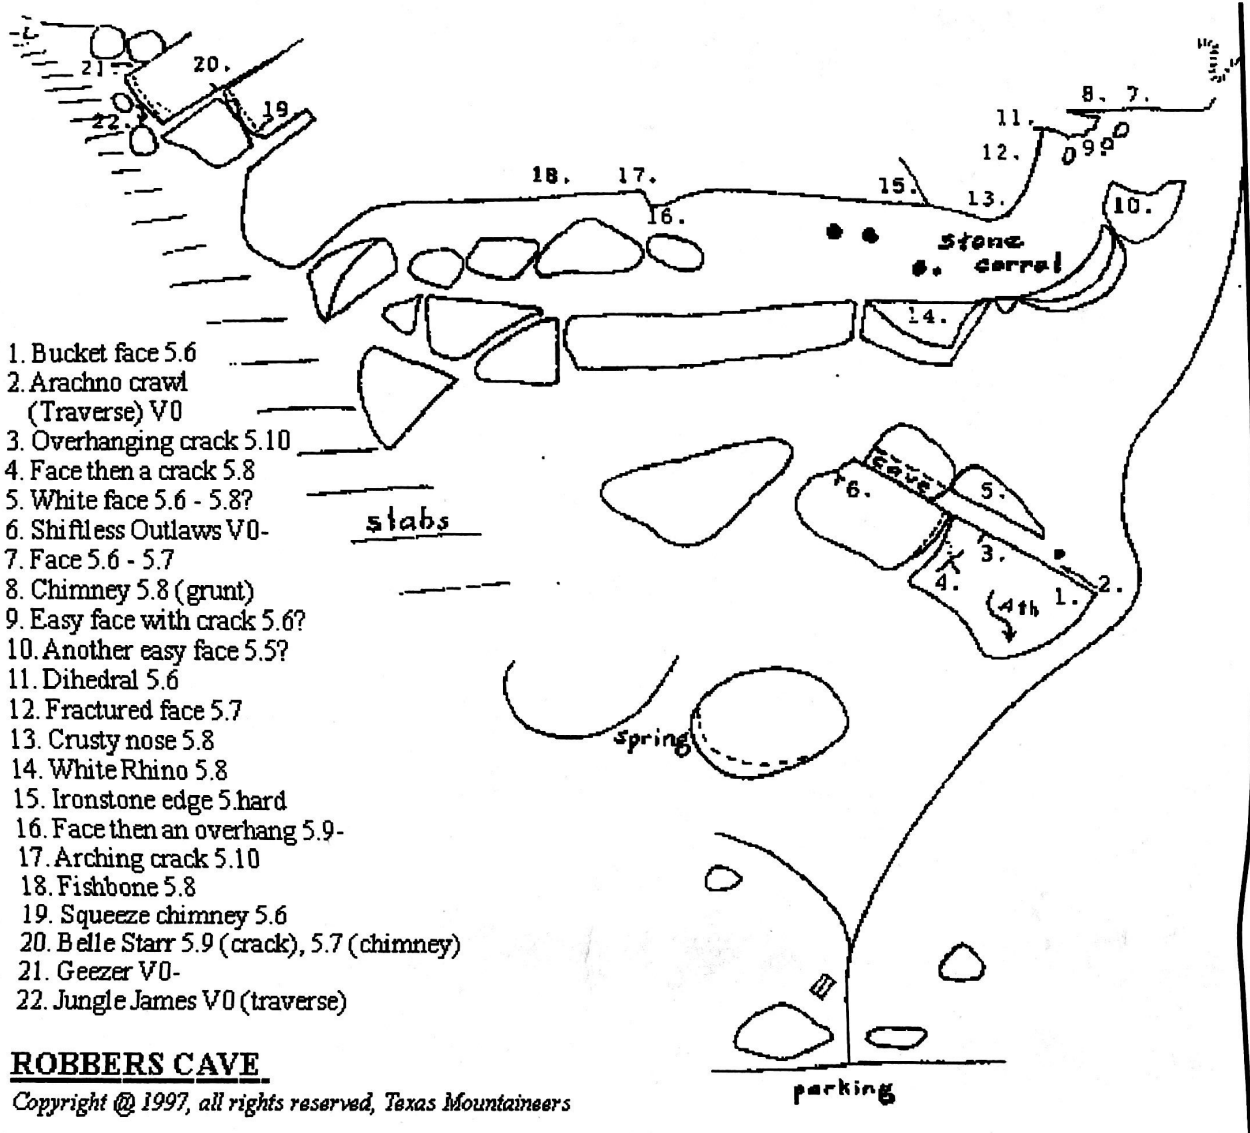 21.
20.
19
22.
8. 7.
11.
12.
9?
18.
17.
15.
13.
10.
16.
stone
corral
14.
1. Bucket face 5.6
2. Arachno crawl
(Traverse) V0
3. Overhanging crack 5.10
4. Face then a crack 5.8
5. White face 5.6 - 5.8?
6. Shiftless Outlaws V0-
7. Face 5.6 - 5.7
8. Chimney 5.8 (grunt)
9. Easy face with crack 5.6?
10. Another easy face 5.5?
11. Dihedral 5.6
12. Fractured face 5.7
13. Crusty nose 5.8
14. White Rhino 5.8
15. Ironstone edge 5.hard
16. Face then an overhang 5.9-
17. Arching crack 5.10
18. Fishbone 5.8
19. Squeeze chimney 5.6
20. Belle Starr 5.9 (crack), 5.7 (chimney)
21. Geezer V0-
22. Jungle James V0 (traverse)
slabs
cave
6.
5.
3.
4.
1.
2.
4th
spring
parking
ROBBERS CAVE
Copyright @ 1997, all rights reserved, Texas Mountaineers